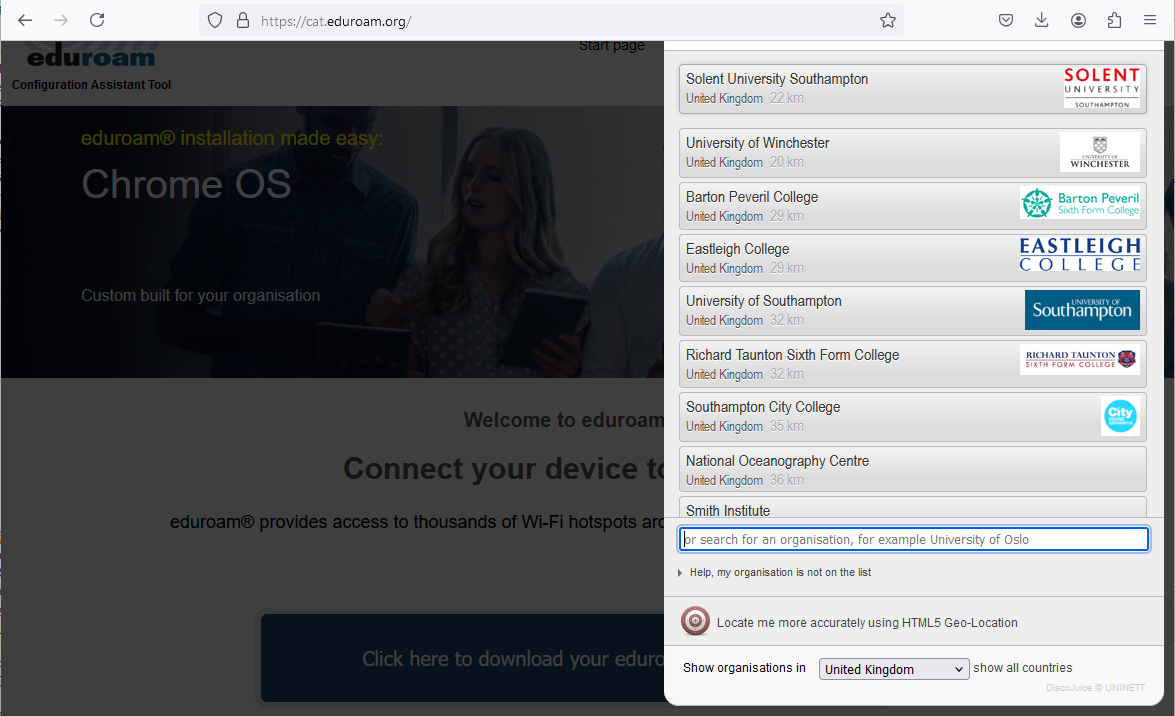 https://cat.eduroam.org/
eduroam
Configuration Assistant Tool
Start page
eduroam® installation made easy:
Chrome OS
Custom built for your organisation
Welcome to eduroam
Connect your device to
eduroam® provides access to thousands of Wi-Fi hotspots
Click here to download your
Solent University Southampton
United Kingdom 22 km
SOLENT
UNIVERSITY
SOUTHAMPTON
University of Winchester
United Kingdom 20 km
UNIVERSITY OF
WINCHESTER
Barton Peveril College
United Kingdom 29 km
Barton Peveril
Sixth Form College
Eastleigh College
United Kingdom 29 km
EASTLEIGH
COLLEGE
University of Southampton
United Kingdom 32 km
UNIVERSITY OF
Southampton
Richard Taunton Sixth Form College
United Kingdom 32 km
RICHARD TAUNTON
SIXTH FORM COLLEGE
Southampton City College
United Kingdom 35 km
City
COLLEGE
SOUTHAMPTON
National Oceanography Centre
United Kingdom 36 km
Smith Institute
or search for an organisation, for example University of Oslo
Help, my organisation is not on the list
Locate me more accurately using HTML5 Geo-Location
Show organisations in United Kingdom show all countries
DiscoJuice © UNINETT